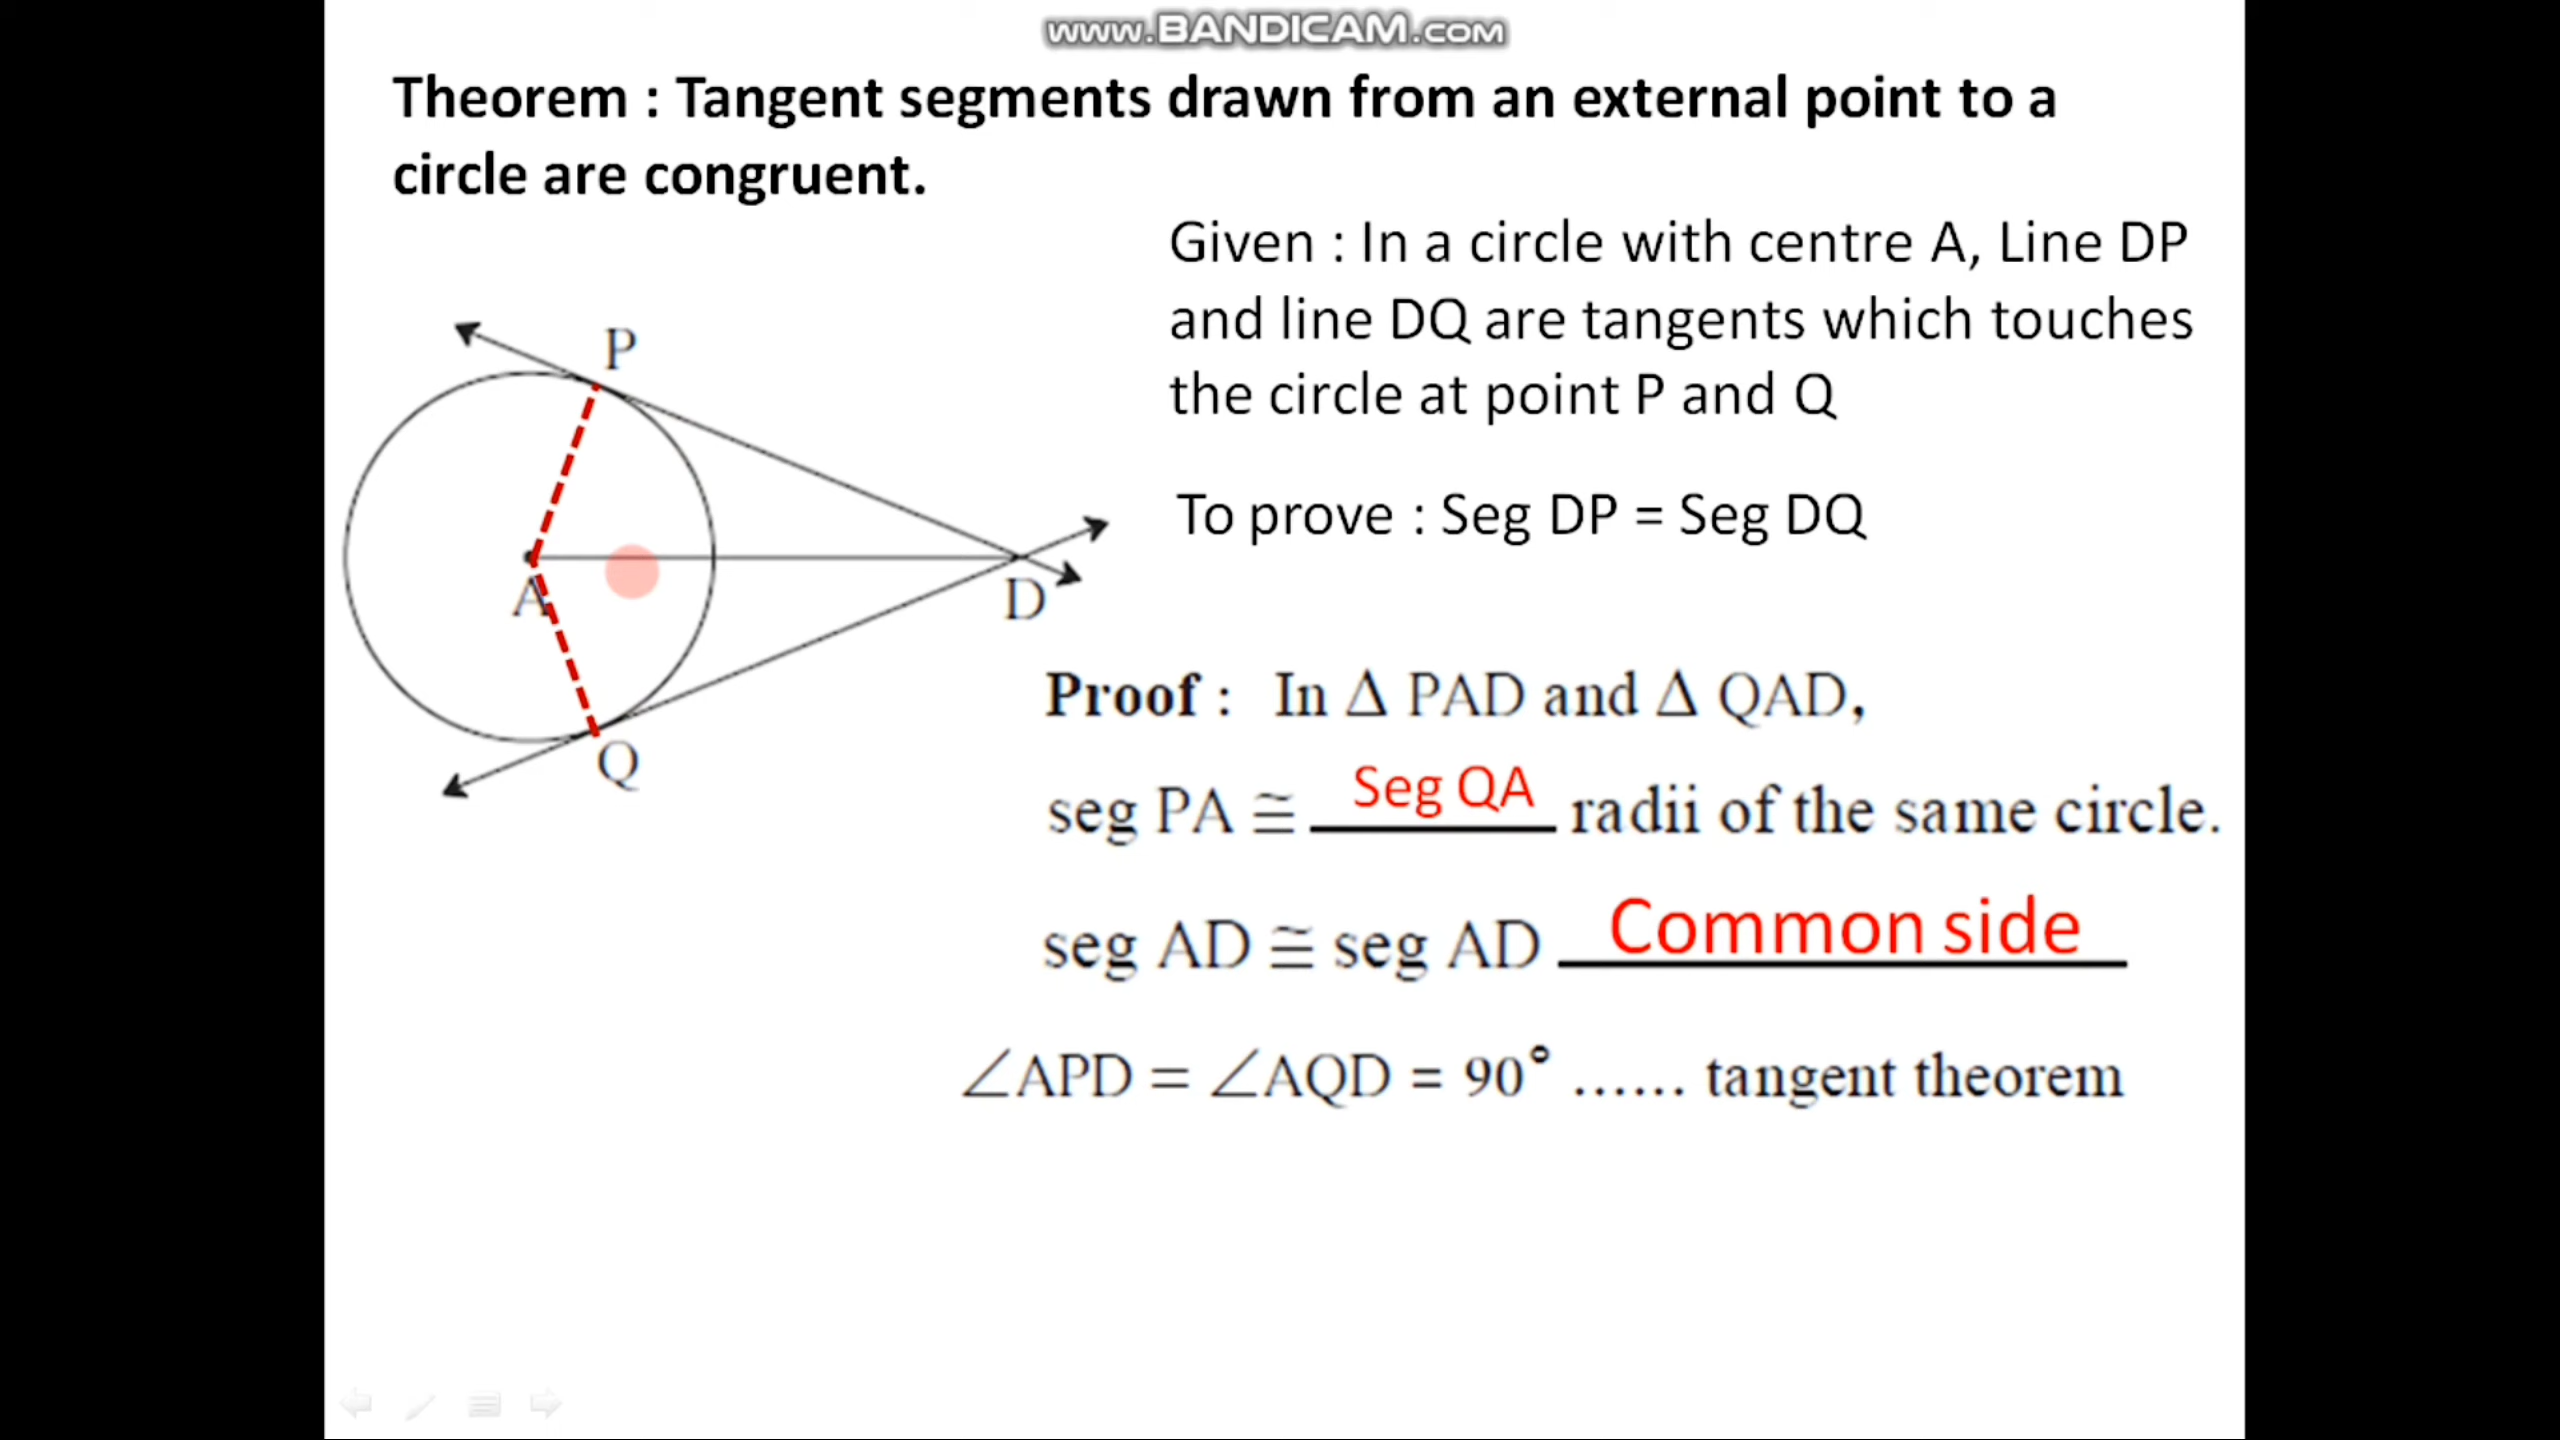 www.BANDICAM.com
Theorem : Tangent segments drawn from an external point to a
circle are congruent.
Given : In a circle with centre A, Line DP
and line DQ are tangents which touches
the circle at point P and Q
To prove : Seg DP = Seg DQ
P
A
D
Q
Proof : In Δ PAD and Δ QAD,
seg PA ≅ Seg QA radii of the same circle.
seg AD ≅ seg AD Common side
∠APD = ∠AQD = 90° ...... tangent theorem